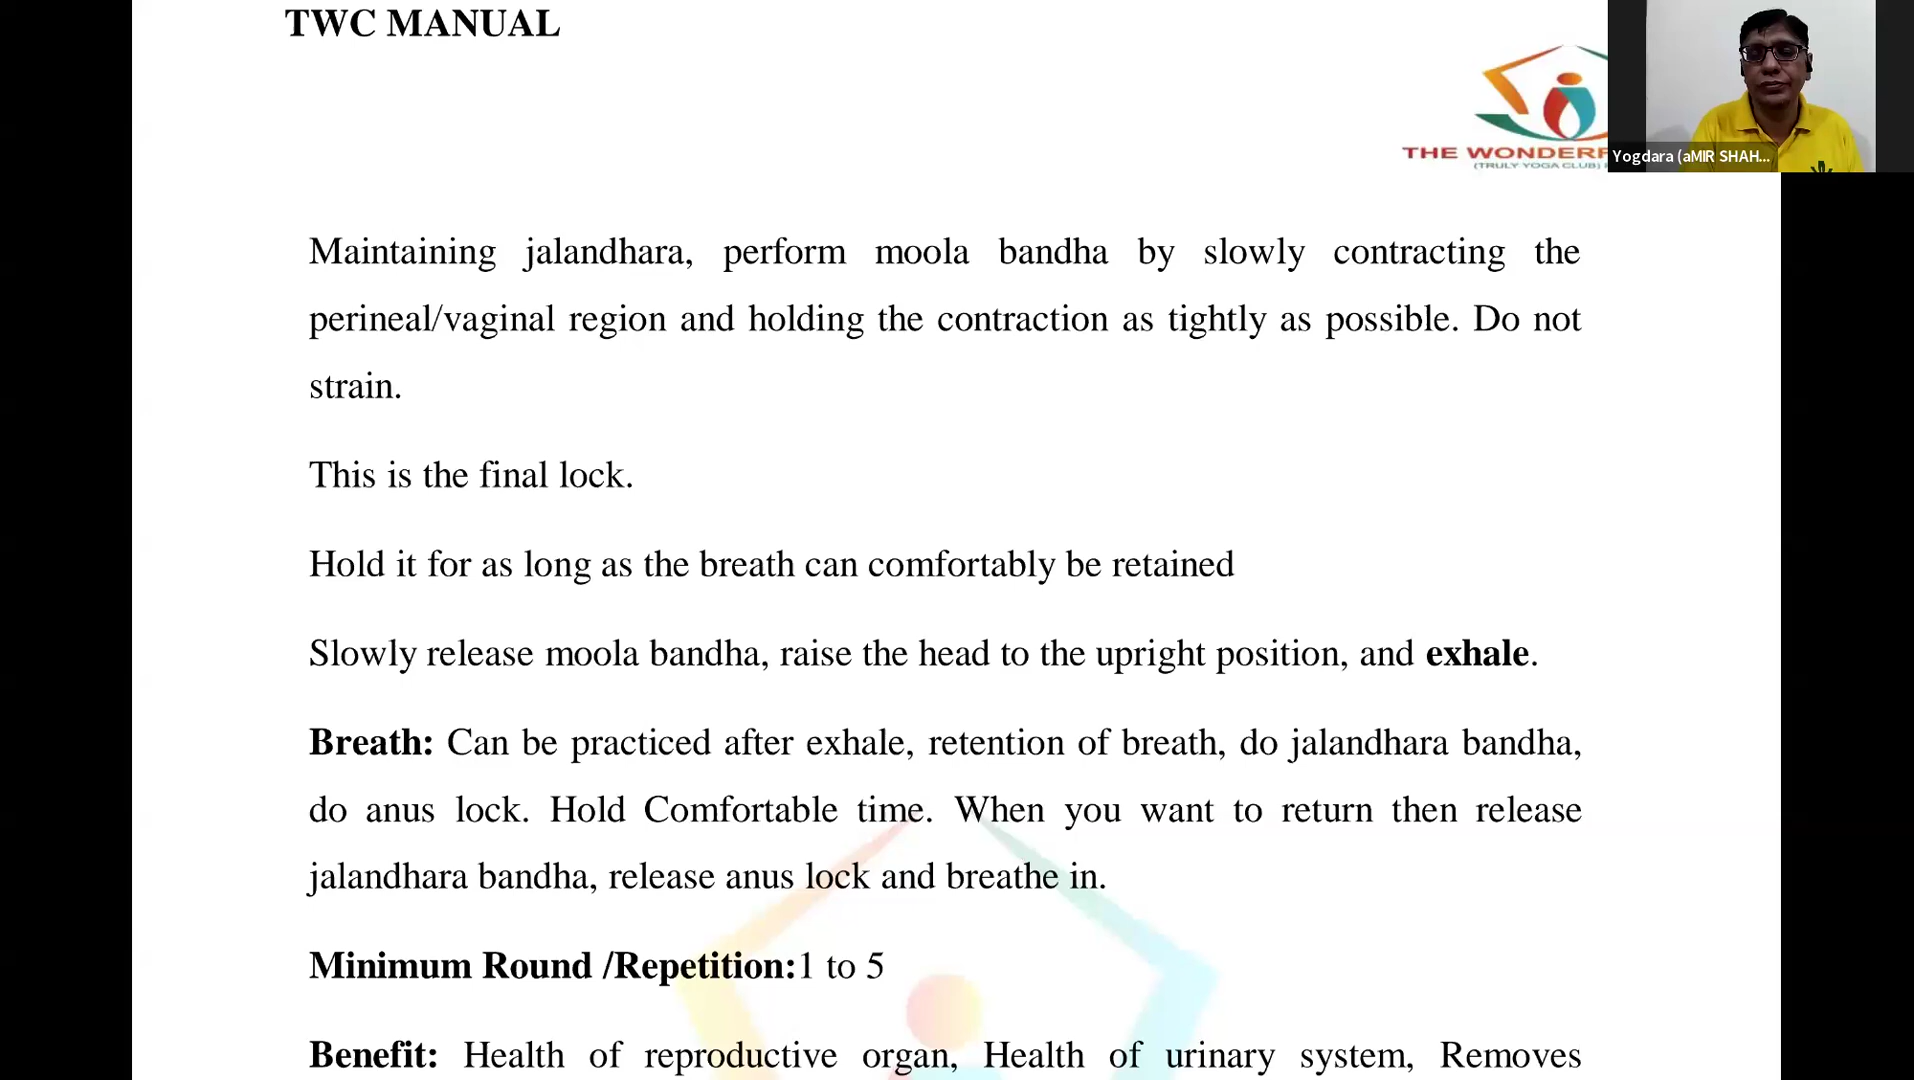 TWC MANUAL
THE WONDERF
(TRULY YOGA CLUB)
Yogdara (aMIR SHAH...
Maintaining jalandhara, perform moola bandha by slowly contracting the
perineal/vaginal region and holding the contraction as tightly as possible. Do not
strain.
This is the final lock.
Hold it for as long as the breath can comfortably be retained
Slowly release moola bandha, raise the head to the upright position, and exhale.
Breath: Can be practiced after exhale, retention of breath, do jalandhara bandha,
do anus lock. Hold Comfortable time. When you want to return then release
jalandhara bandha, release anus lock and breathe in.
Minimum Round /Repetition:1 to 5
Benefit: Health of reproductive organ, Health of urinary system, Removes